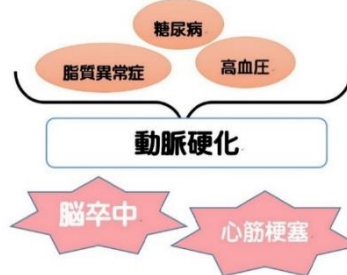 糖尿病
脂質異常症
高血圧
動脈硬化
脳卒中
心筋梗塞